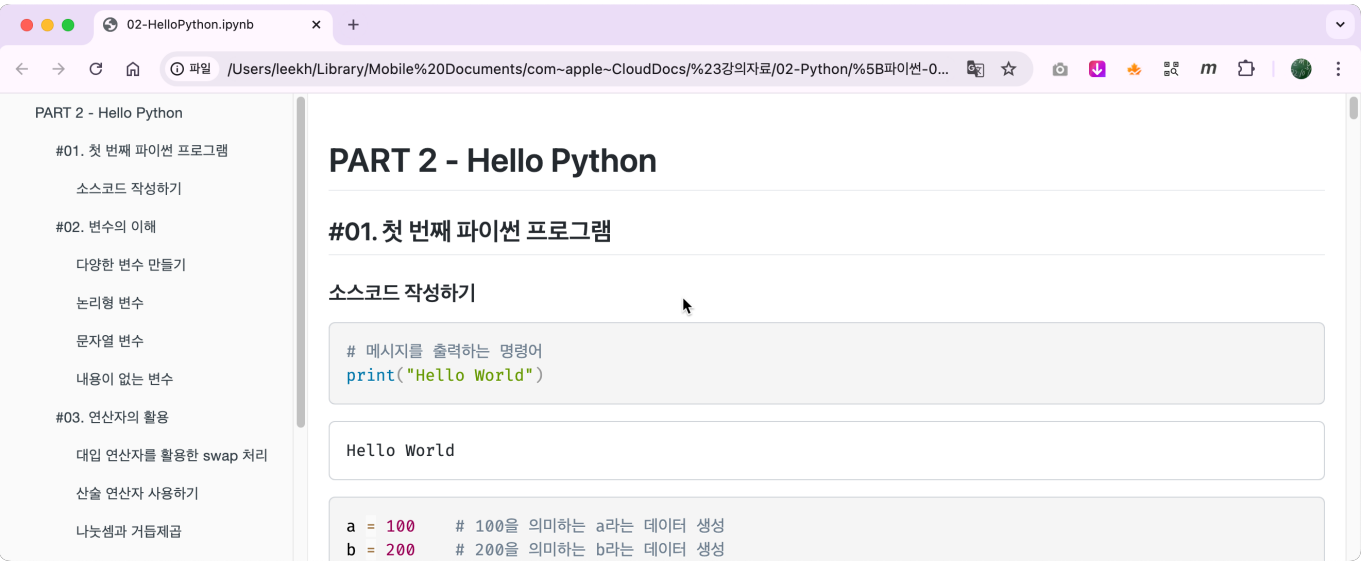 02-HelloPython.ipynb
파일
/Users/leekh/Library/Mobile%20Documents/com~apple~CloudDocs/%23강의자료/02-Python/%5B파이썬-0...
m
PART 2 - Hello Python
#01. 첫 번째 파이썬 프로그램
소스코드 작성하기
#02. 변수의 이해
다양한 변수 만들기
논리형 변수
문자열 변수
내용이 없는 변수
#03. 연산자의 활용
대입 연산자를 활용한 swap 처리
산술 연산자 사용하기
나눗셈과 거듭제곱
PART 2 - Hello Python
#01. 첫 번째 파이썬 프로그램
소스코드 작성하기
# 메시지를 출력하는 명령어
print("Hello World")
Hello World
a = 100    # 100을 의미하는 a라는 데이터 생성
b = 200    # 200을 의미하는 b라는 데이터 생성